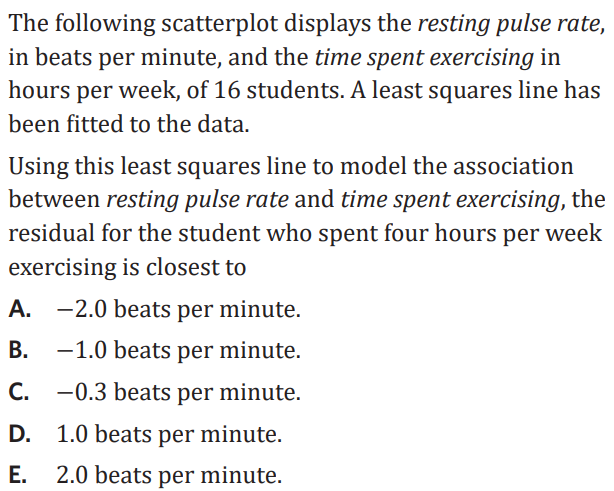 The following scatterplot displays the resting pulse rate,
in beats per minute, and the time spent exercising in
hours per week, of 16 students. A least squares line has
been fitted to the data.
Using this least squares line to model the association
between resting pulse rate and time spent exercising, the
residual for the student who spent four hours per week
exercising is closest to
A. −2.0 beats per minute.
B. −1.0 beats per minute.
C. −0.3 beats per minute.
D. 1.0 beats per minute.
E. 2.0 beats per minute.